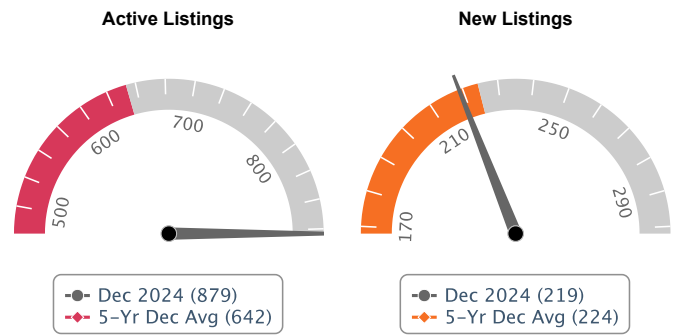 Active Listings
500
600
700
800
Dec 2024 (879)
5-Yr Dec Avg (642)
New Listings
170
210
250
290
Dec 2024 (219)
5-Yr Dec Avg (224)